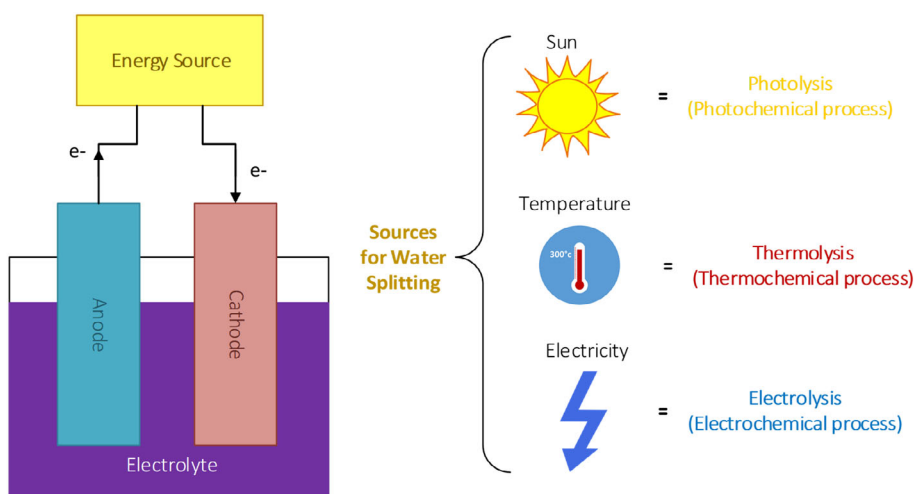 Energy Source
e-
e-
Anode
Cathode
Electrolyte
Sources
for Water
Splitting
Sun
=
Photolysis
(Photochemical process)
Temperature
300°c
=
Thermolysis
(Thermochemical process)
Electricity
=
Electrolysis
(Electrochemical process)